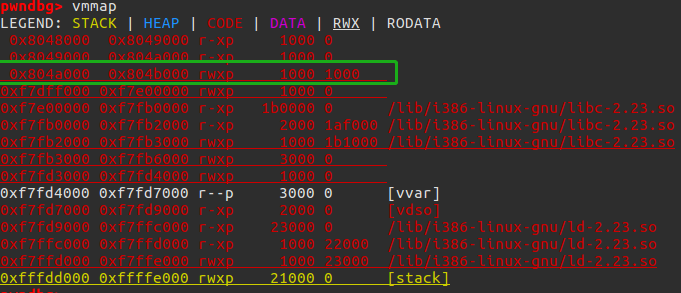 pwndbg> vmmap
LEGEND: STACK | HEAP | CODE | DATA | RWX | RODATA
0x8048000 0x8049000 r-xp 1000 0
0x8049000 0x804a000 r-xp 1000 0
0x804a000 0x804b000 rwxp 1000 1000
0xf7dff000 0xf7e00000 rwxp 1000 0
0xf7e00000 0xf7fb0000 r-xp 1b0000 0 /lib/i386-linux-gnu/libc-2.23.so
0xf7fb0000 0xf7fb2000 r-xp 2000 1af000 /lib/i386-linux-gnu/libc-2.23.so
0xf7fb2000 0xf7fb3000 rwxp 1000 1b1000 /lib/i386-linux-gnu/libc-2.23.so
0xf7fb3000 0xf7fb6000 rwxp 3000 0
0xf7fd3000 0xf7fd4000 rwxp 1000 0
0xf7fd4000 0xf7fd7000 r--p 3000 0 [vvar]
0xf7fd7000 0xf7fd9000 r-xp 2000 0 [vdso]
0xf7fd9000 0xf7ffc000 r-xp 23000 0 /lib/i386-linux-gnu/ld-2.23.so
0xf7ffc000 0xf7ffd000 r-xp 1000 22000 /lib/i386-linux-gnu/ld-2.23.so
0xf7ffd000 0xf7ffe000 rwxp 1000 23000 /lib/i386-linux-gnu/ld-2.23.so
0xfffdd000 0xffffe000 rwxp 21000 0 [stack]